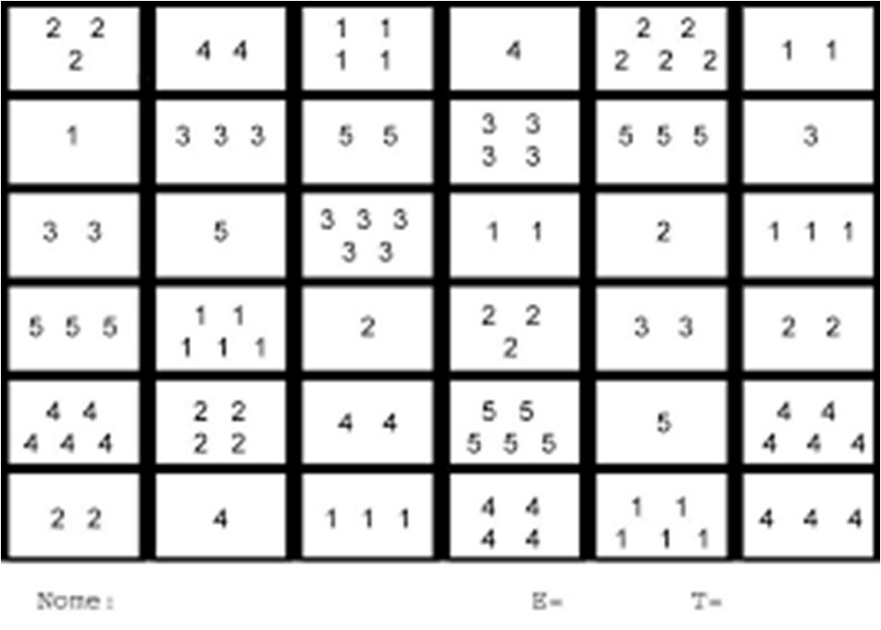 2 2 2
4 4
1 1 1 1
4
2 2 2 2 2
1 1
1
3 3 3
5 5
3 3 3 3
5 5 5
3
3 3
5
3 3 3 3 3
1 1
2
1 1 1
5 5 5
1 1 1 1 1
2
2 2 2
3 3
2 2
4 4 4 4 4
2 2 2 2
4 4
5 5 5 5 5
5
4 4 4 4 4
2 2
4
1 1 1
4 4 4 4
1 1 1 1 1
4 4 4
Nome: E= T=